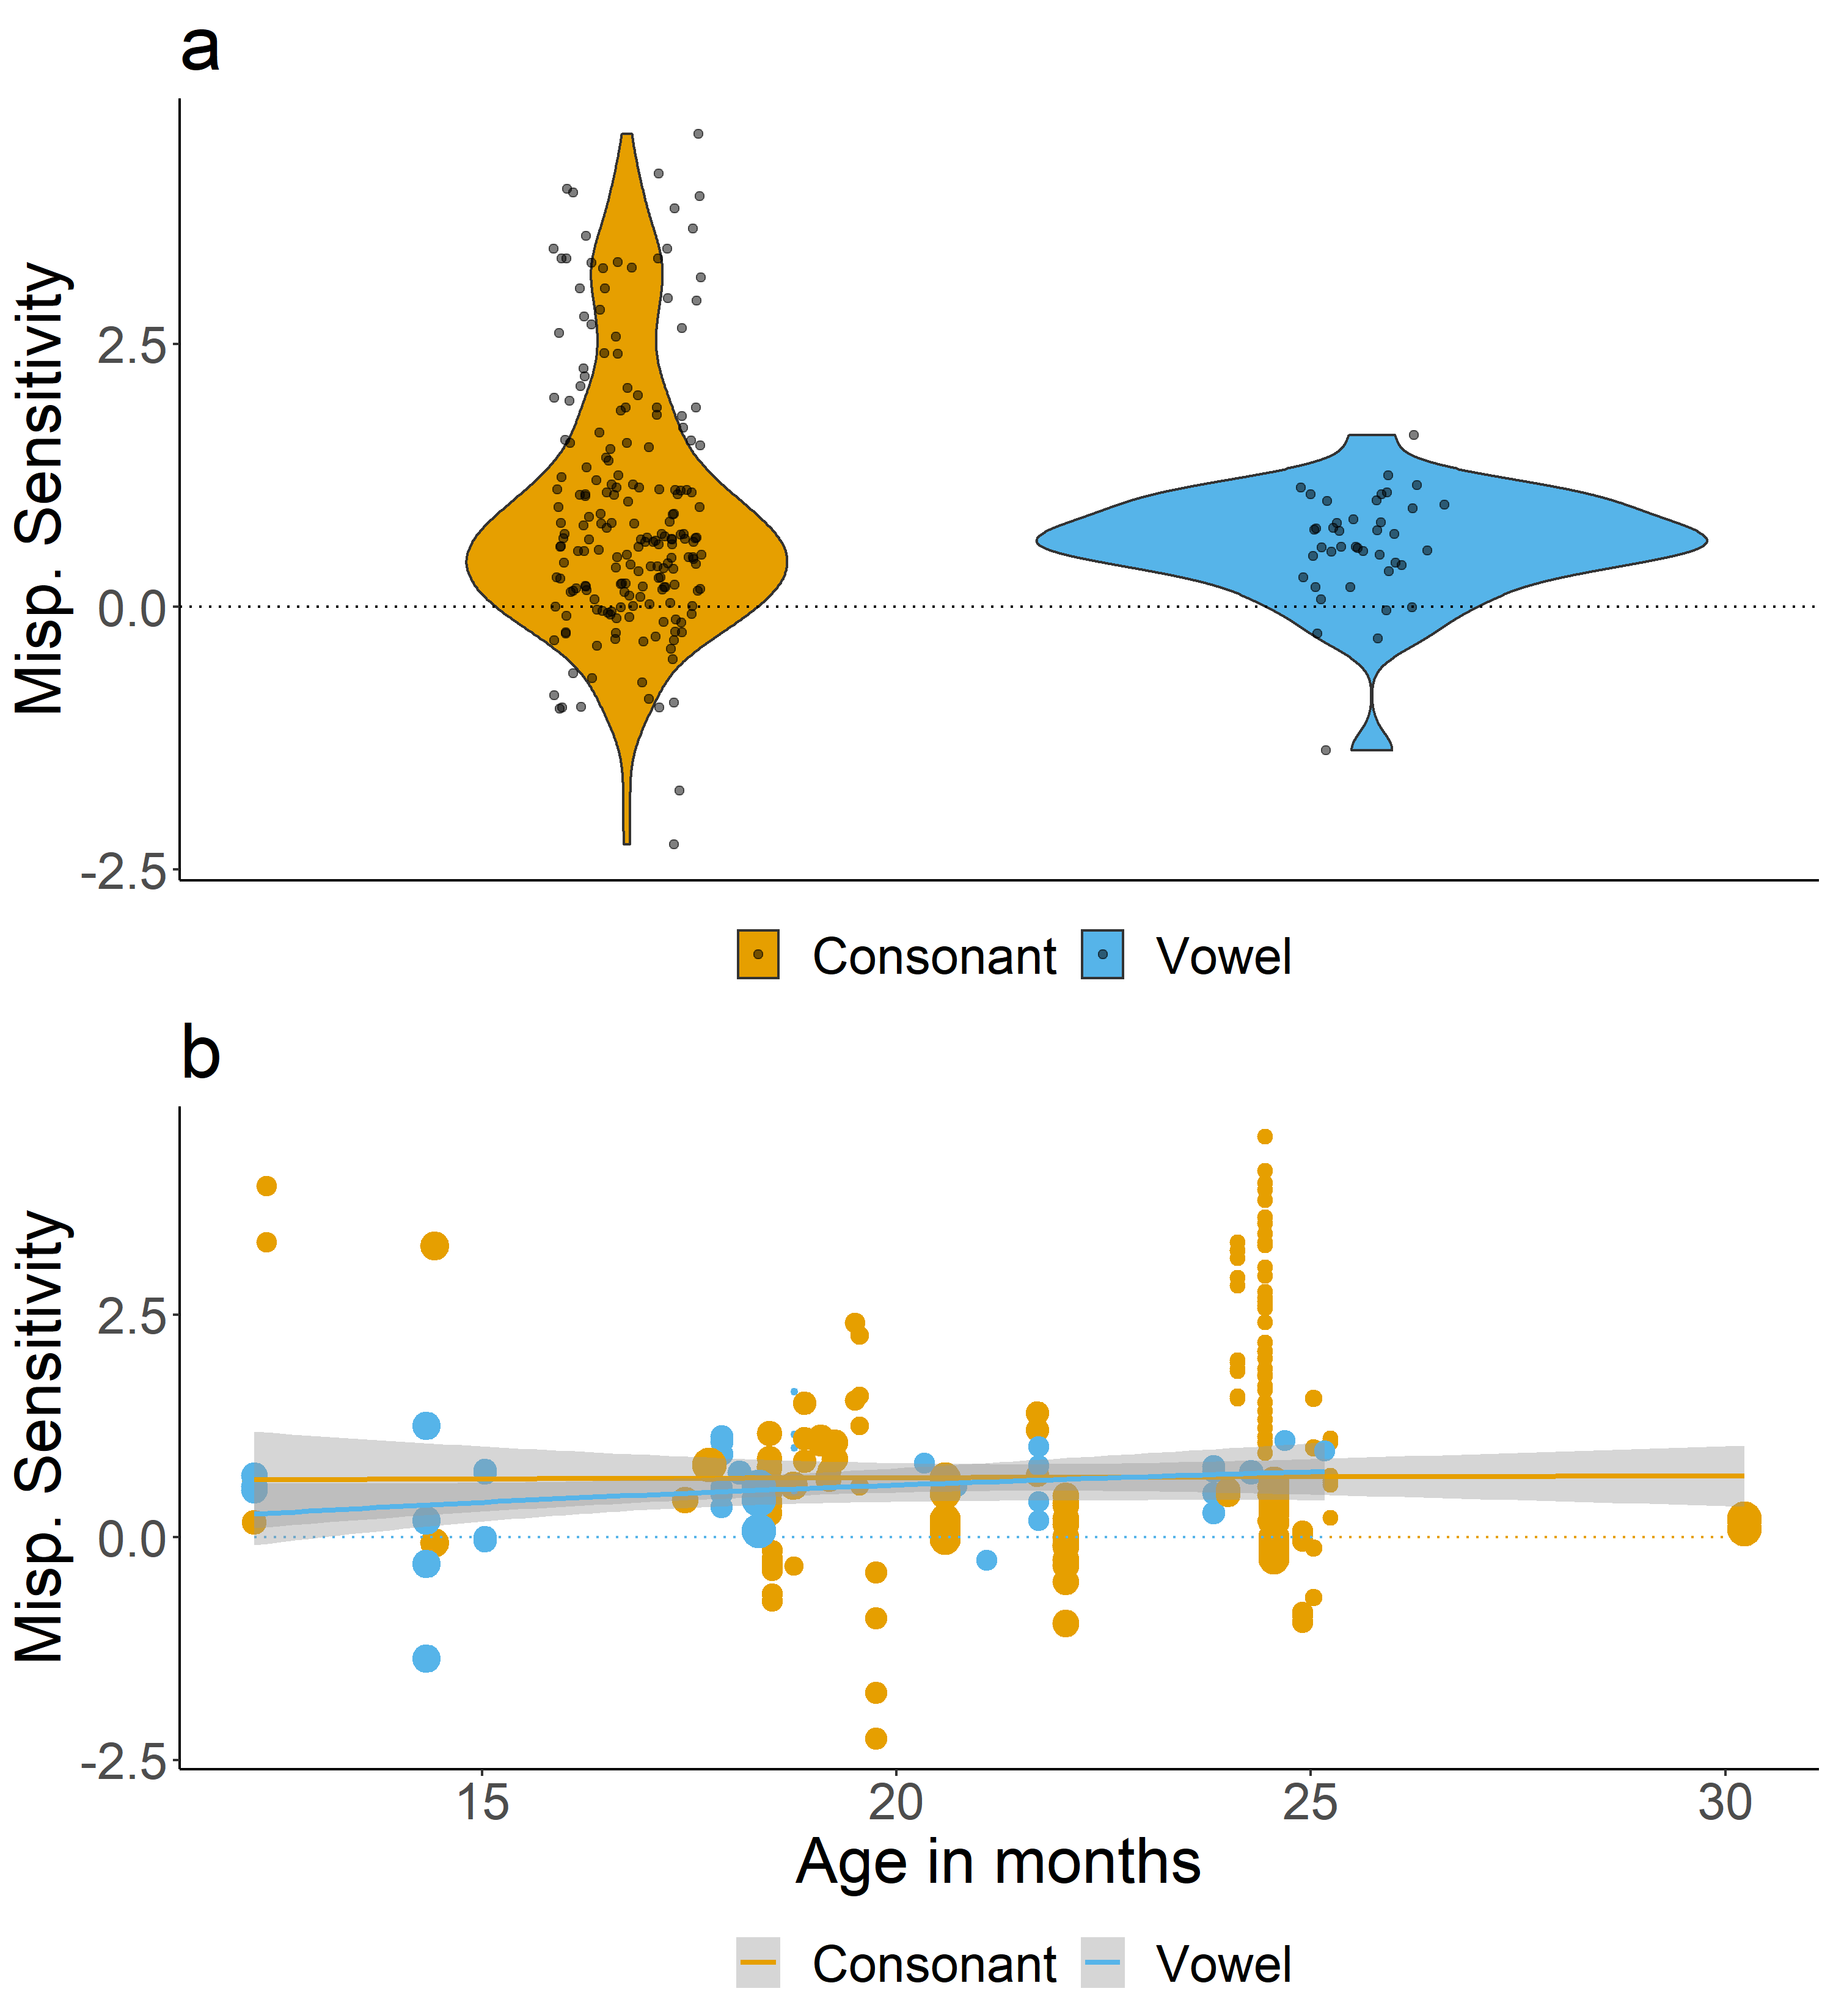 a
Misp. Sensitivity
2.5
0.0
-2.5
Consonant Vowel
b
Misp. Sensitivity
2.5
0.0
-2.5
15 20 25 30
Age in months
Consonant Vowel